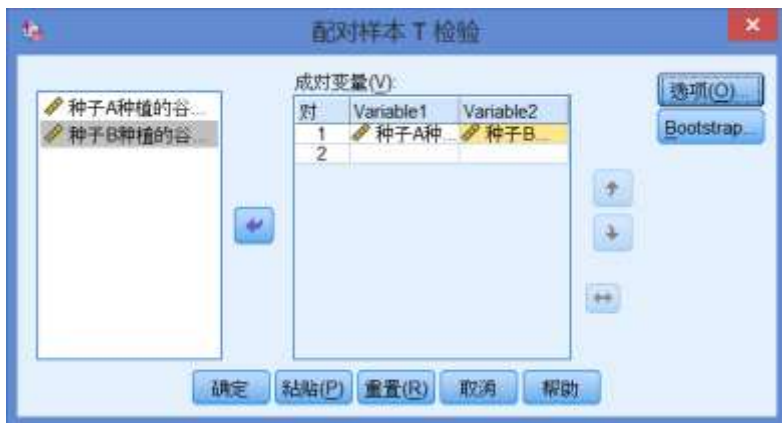 配对样本 T 检验
种子A种植的谷...
种子B种植的谷...
成对变量(V):
对 Variable1 Variable2
1 种子A种... 种子B...
2
选项(O)...
Bootstrap...
确定 粘贴(P) 重置(R) 取消 帮助